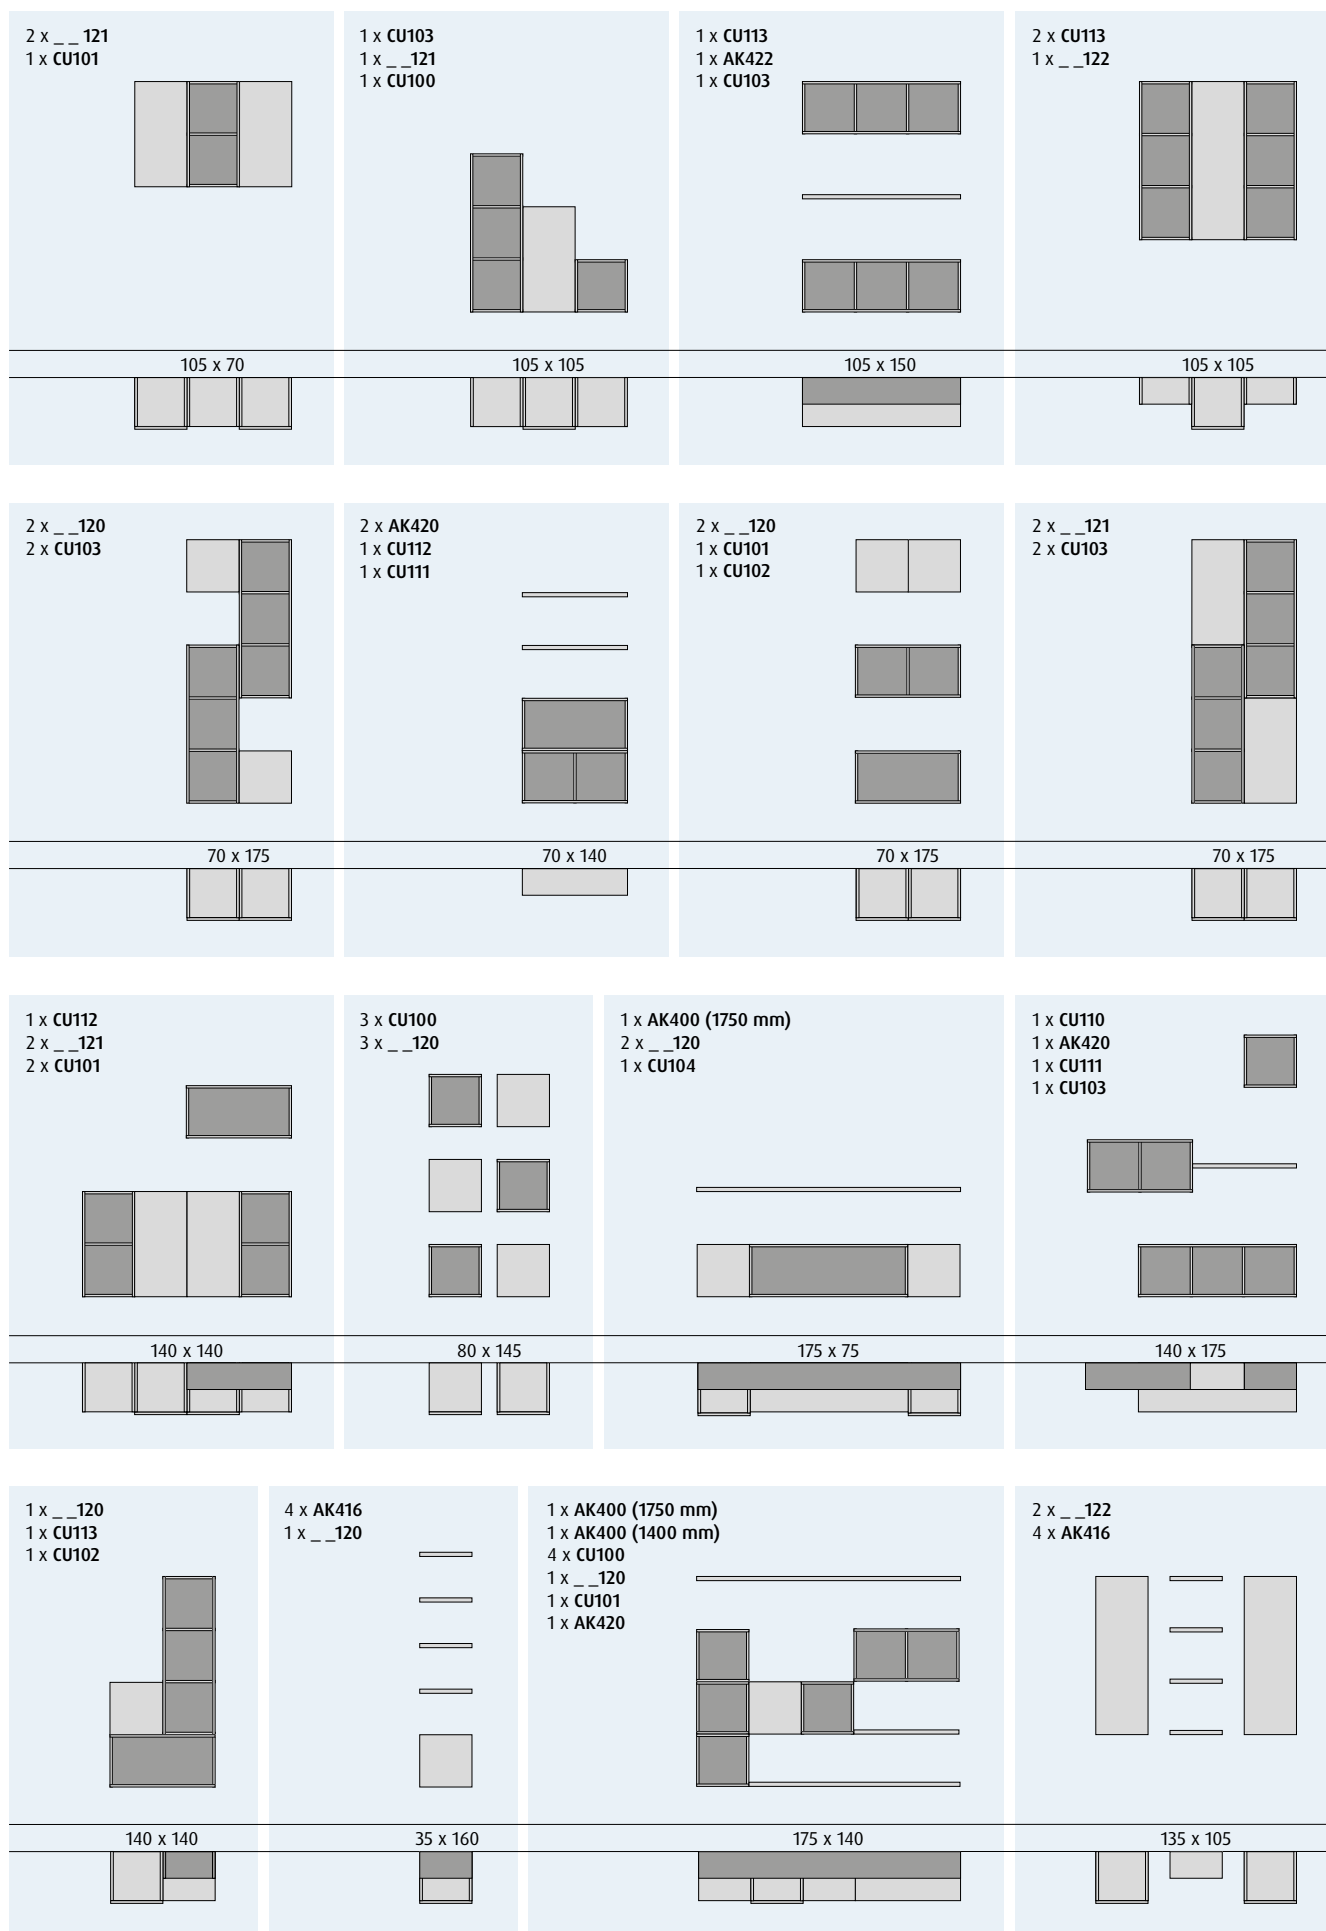 2 x _ _ 121
1 x CU101
105 x 70
1 x CU103
1 x _ _121
1 x CU100
105 x 105
1 x CU113
1 x AK422
1 x CU103
105 x 150
2 x CU113
1 x _ _122
105 x 105
2 x _ _120
2 x CU103
70 x 175
2 x AK420
1 x CU112
1 x CU111
70 x 140
2 x _ _120
1 x CU101
1 x CU102
70 x 175
2 x _ _121
2 x CU103
70 x 175
1 x CU112
2 x _ _121
2 x CU101
140 x 140
3 x CU100
3 x _ _120
80 x 145
1 x AK400 (1750 mm)
2 x _ _120
1 x CU104
175 x 75
1 x CU110
1 x AK420
1 x CU111
1 x CU103
140 x 175
1 x _ _120
1 x CU113
1 x CU102
140 x 140
4 x AK416
1 x _ _120
35 x 160
1 x AK400 (1750 mm)
1 x AK400 (1400 mm)
4 x CU100
1 x _ _120
1 x CU101
1 x AK420
175 x 140
2 x _ _122
4 x AK416
135 x 105